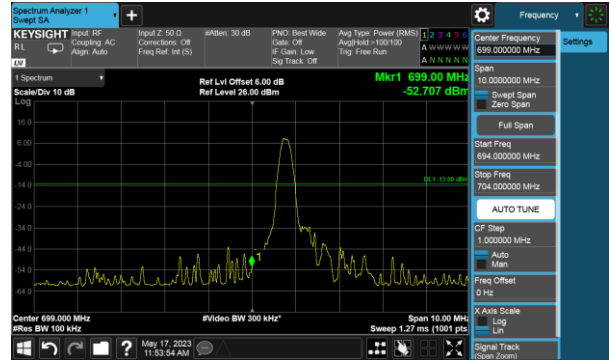 Spectrum Analyzer 1
Swept SA
Frequency
KEYSIGHT
Input: RF
Input Z: 50 Ω
#Atten: 30 dB
PNO: Best Wide
Avg Type: Power (RMS)
1 2 3 4 5 6
RL
Coupling: AC
Corrections: Off
Gate: Off
Avg|Hold:>100/100
A W W W W W
Align: Auto
Freq Ref: Int (S)
IF Gain: Low
Trig: Free Run
Sig Track: Off
A N N N N N
LW
1 Spectrum
Ref Lvl Offset 6.00 dB
Mkr1 699.00 MHz
Scale/Div 10 dB
Ref Level 26.00 dBm
-52.707 dBm
Log
16.0
6.00
-4.00
-14.0
DL1 -13.00 dBm
-24.0
-34.0
-44.0
1
-54.0
-64.0
Center 699.000 MHz
#Video BW 300 kHz*
Span 10.00 MHz
#Res BW 100 kHz
Sweep 1.27 ms (1001 pts)
May 17, 2023
11:53:54 AM
Center Frequency
699.000000 MHz
Settings
Span
10.0000000 MHz
Swept Span
Zero Span
Full Span
Start Freq
694.000000 MHz
Stop Freq
704.000000 MHz
AUTO TUNE
CF Step
1.000000 MHz
Auto
Man
Freq Offset
0 Hz
X Axis Scale
Log
Lin
Signal Track
(Span Zoom)